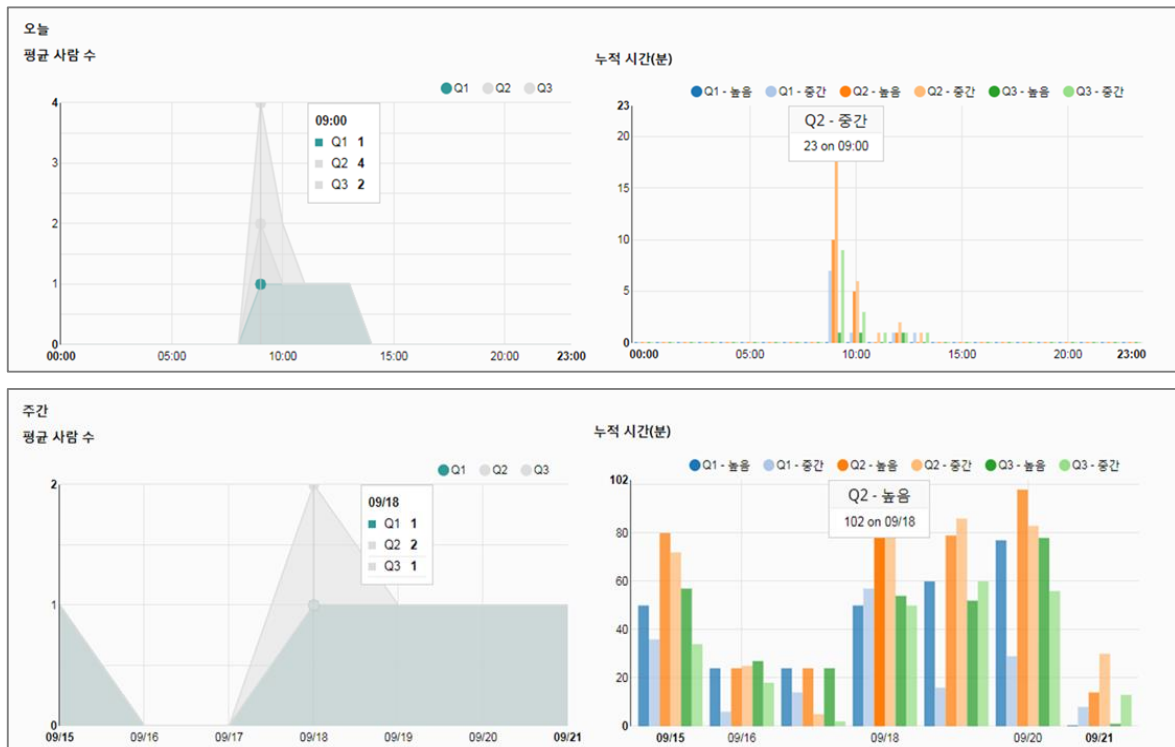 오늘
평균 사람 수
Q1 Q2 Q3
4
3
2
1
0
09:00
Q1 1
Q2 4
Q3 2
00:00 05:00 10:00 20:00 23:00
누적 시간(분)
Q1 - 높음 Q1 - 중간 Q2 - 높음 Q2 - 중간 Q3 - 높음 Q3 - 중간
23
20
15
10
5
0
Q2 - 중간
23 on 09:00
00:00 05:00 10:00 15:00 20:00 23:00
주간
평균 사람 수
Q1 Q2 Q3
2
1
0
09/18
Q1 1
Q2 2
Q3 1
09/15 09/16 09/17 09/18 09/19 09/20 09/21
누적 시간(분)
Q1 - 높음 Q1 - 중간 Q2 - 높음 Q2 - 중간 Q3 - 높음 Q3 - 중간
102
80
60
40
20
0
Q2 - 높음
102 on 09/18
09/15 09/16 09/18 09/20 09/21